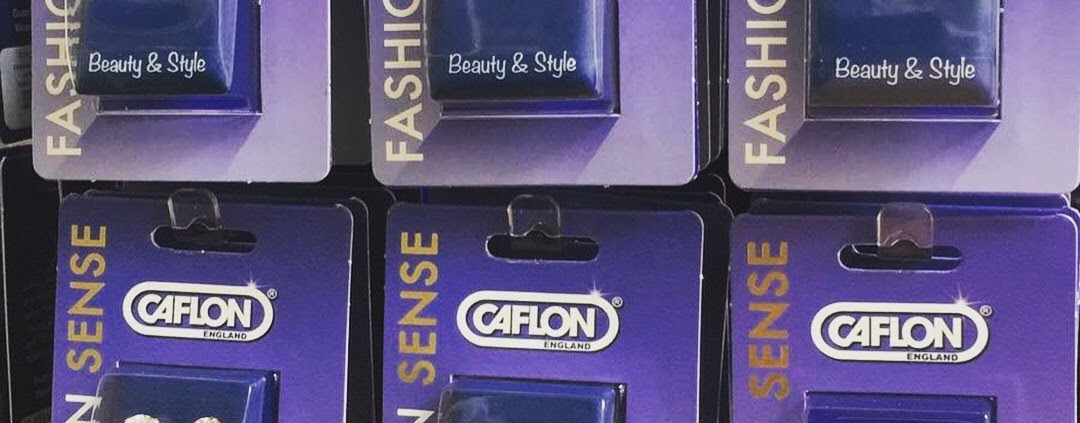 FASHIO
Beauty & Style
FASHIO
Beauty & Style
FASHIO
Beauty & Style
N SENSE
CAFLON®
ENGLAND
N SENSE
CAFLON®
ENGLAND
SENSE
CAFLON®
ENGLAND